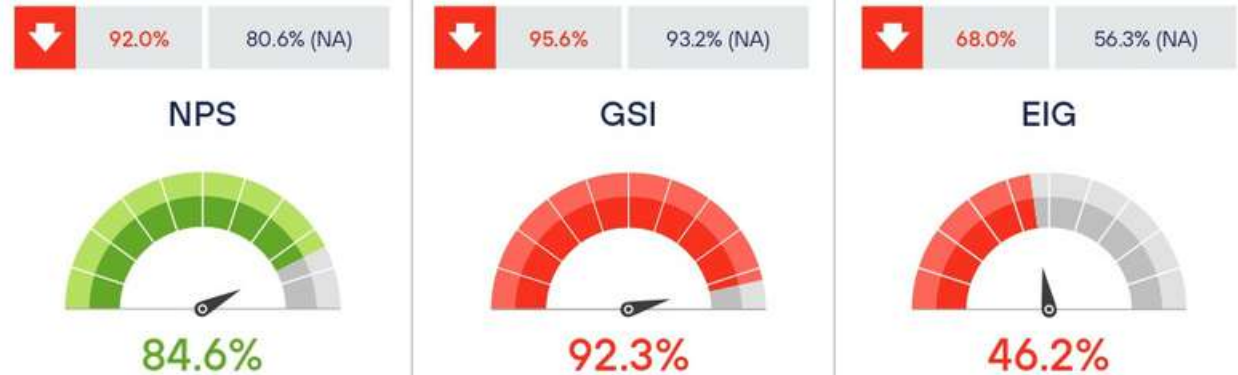 92.0% 80.6% (NA)
NPS
84.6%
95.6% 93.2% (NA)
GSI
92.3%
68.0% 56.3% (NA)
EIG
46.2%